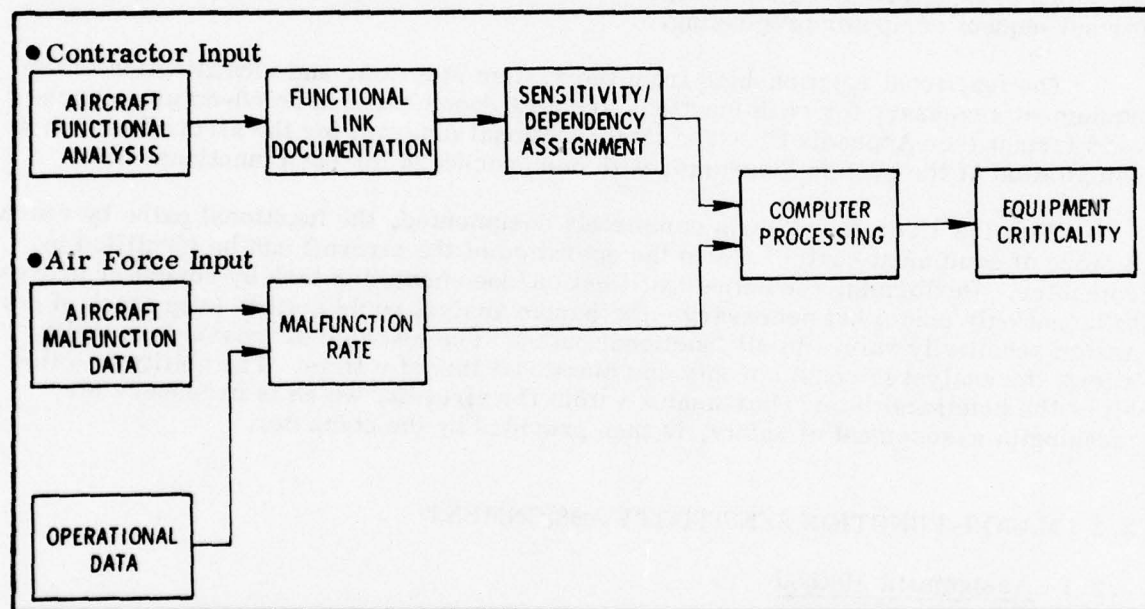 ● Contractor Input
AIRCRAFT
FUNCTIONAL
ANALYSIS
FUNCTIONAL
LINK
DOCUMENTATION
SENSITIVITY/
DEPENDENCY
ASSIGNMENT
COMPUTER
PROCESSING
EQUIPMENT
CRITICALITY
● Air Force Input
AIRCRAFT
MALFUNCTION
DATA
MALFUNCTION
RATE
OPERATIONAL
DATA